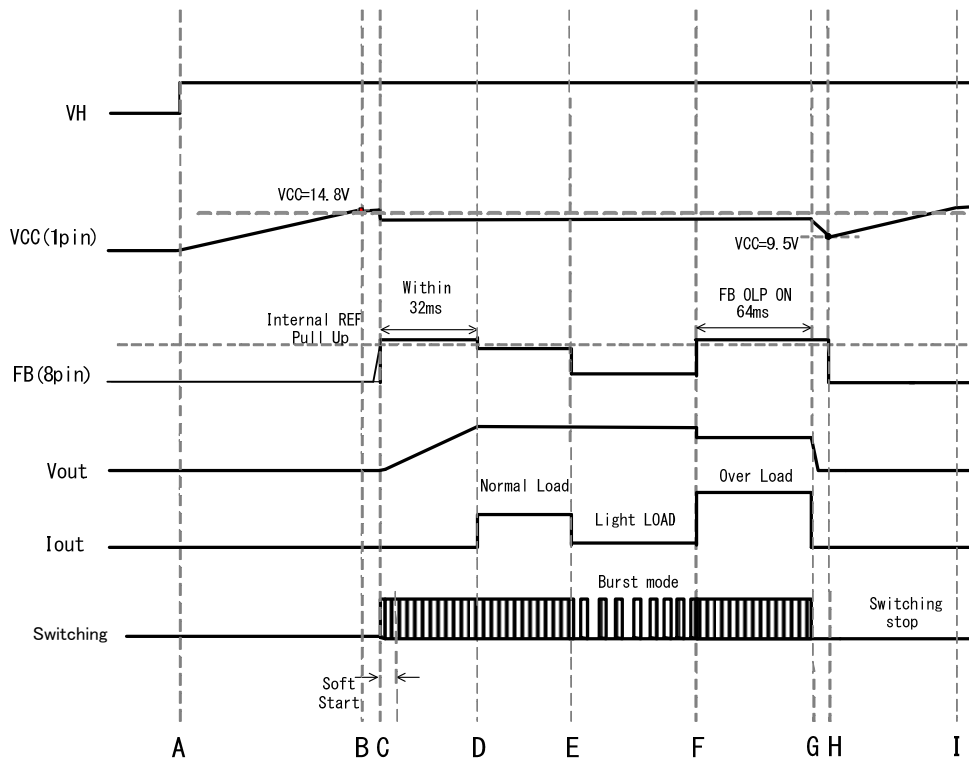 VH
VCC=14.8V
VCC(1pin)
VCC=9.5V
Within
32ms
FB OLP ON
64ms
Internal REF
Pull Up
FB(8pin)
Vout
Normal Load
Over Load
Light LOAD
Iout
Burst mode
Switching
Switching
stop
Soft
Start
A B C D E F G H I